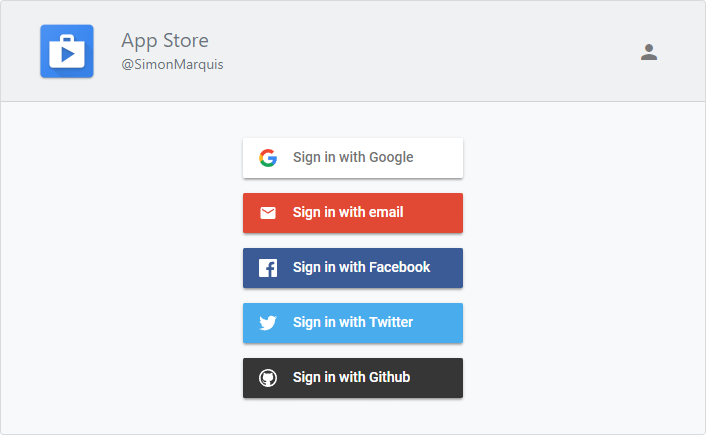 App Store
@SimonMarquis
Sign in with Google
Sign in with email
Sign in with Facebook
Sign in with Twitter
Sign in with Github